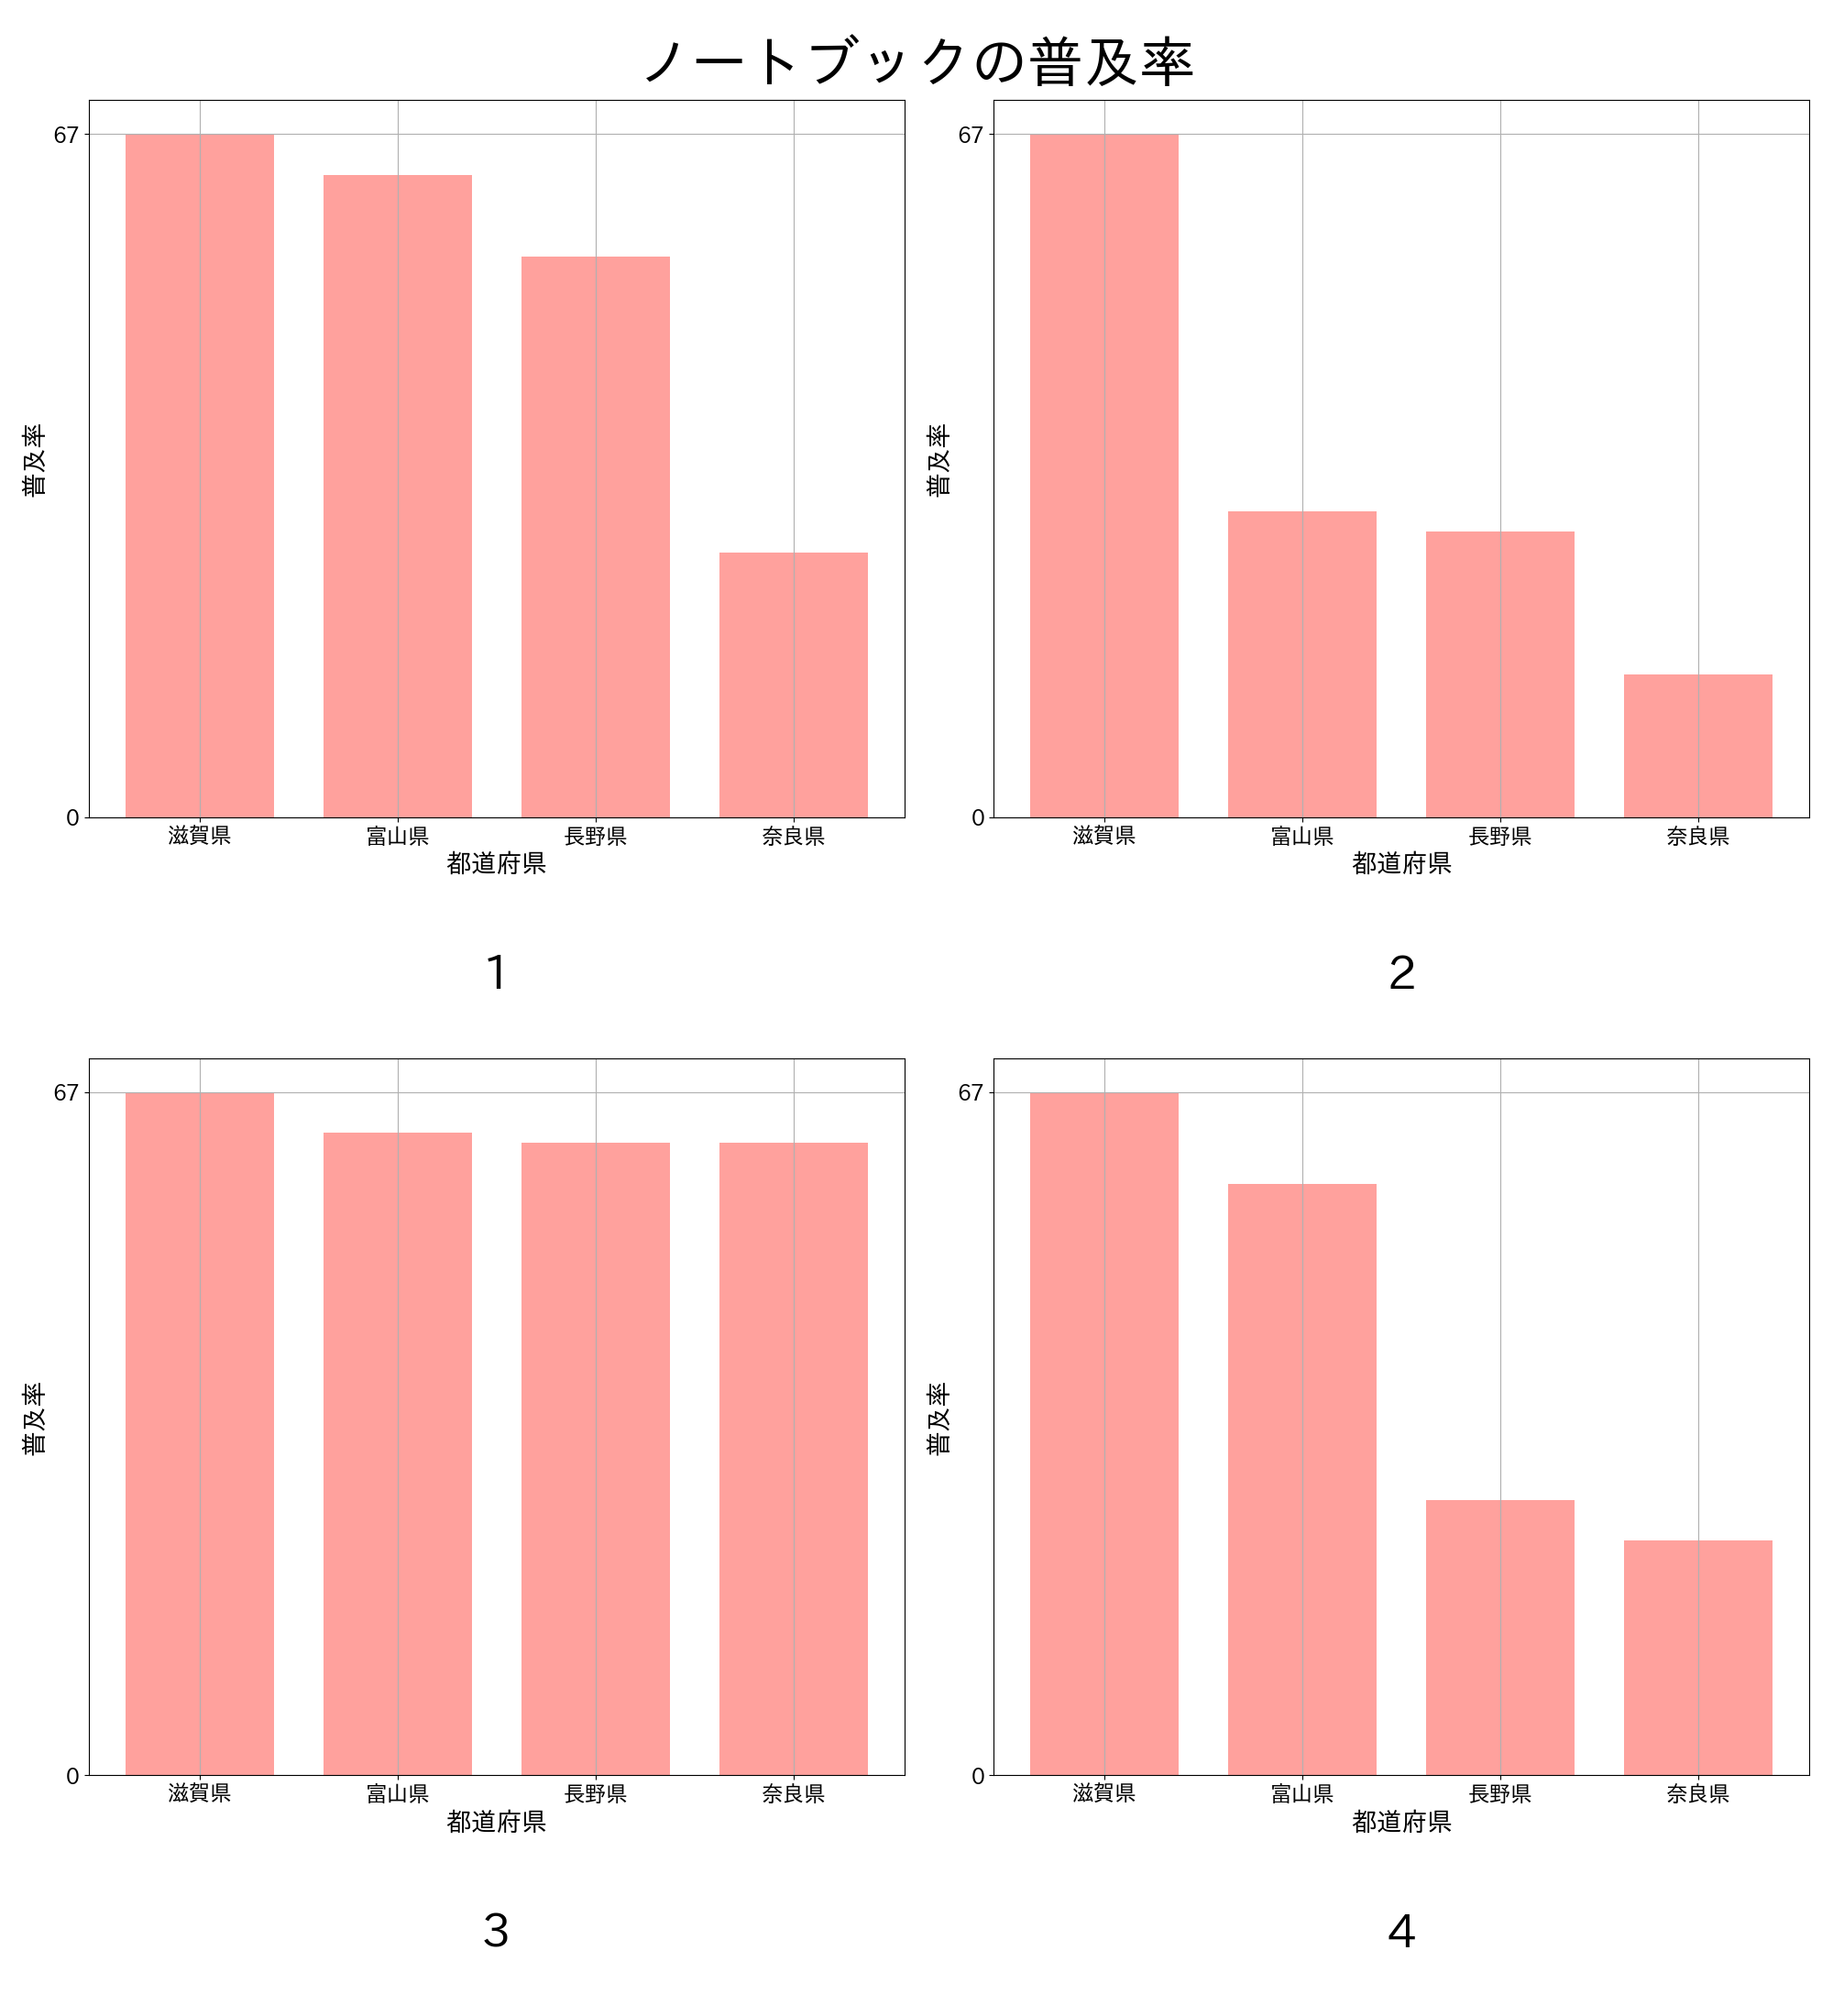 ノートブックの普及率
67
0
普及率
滋賀県 富山県 長野県 奈良県
都道府県
1
67
0
普及率
滋賀県 富山県 長野県 奈良県
都道府県
2
67
0
普及率
滋賀県 富山県 長野県 奈良県
都道府県
3
67
0
普及率
滋賀県 富山県 長野県 奈良県
都道府県
4